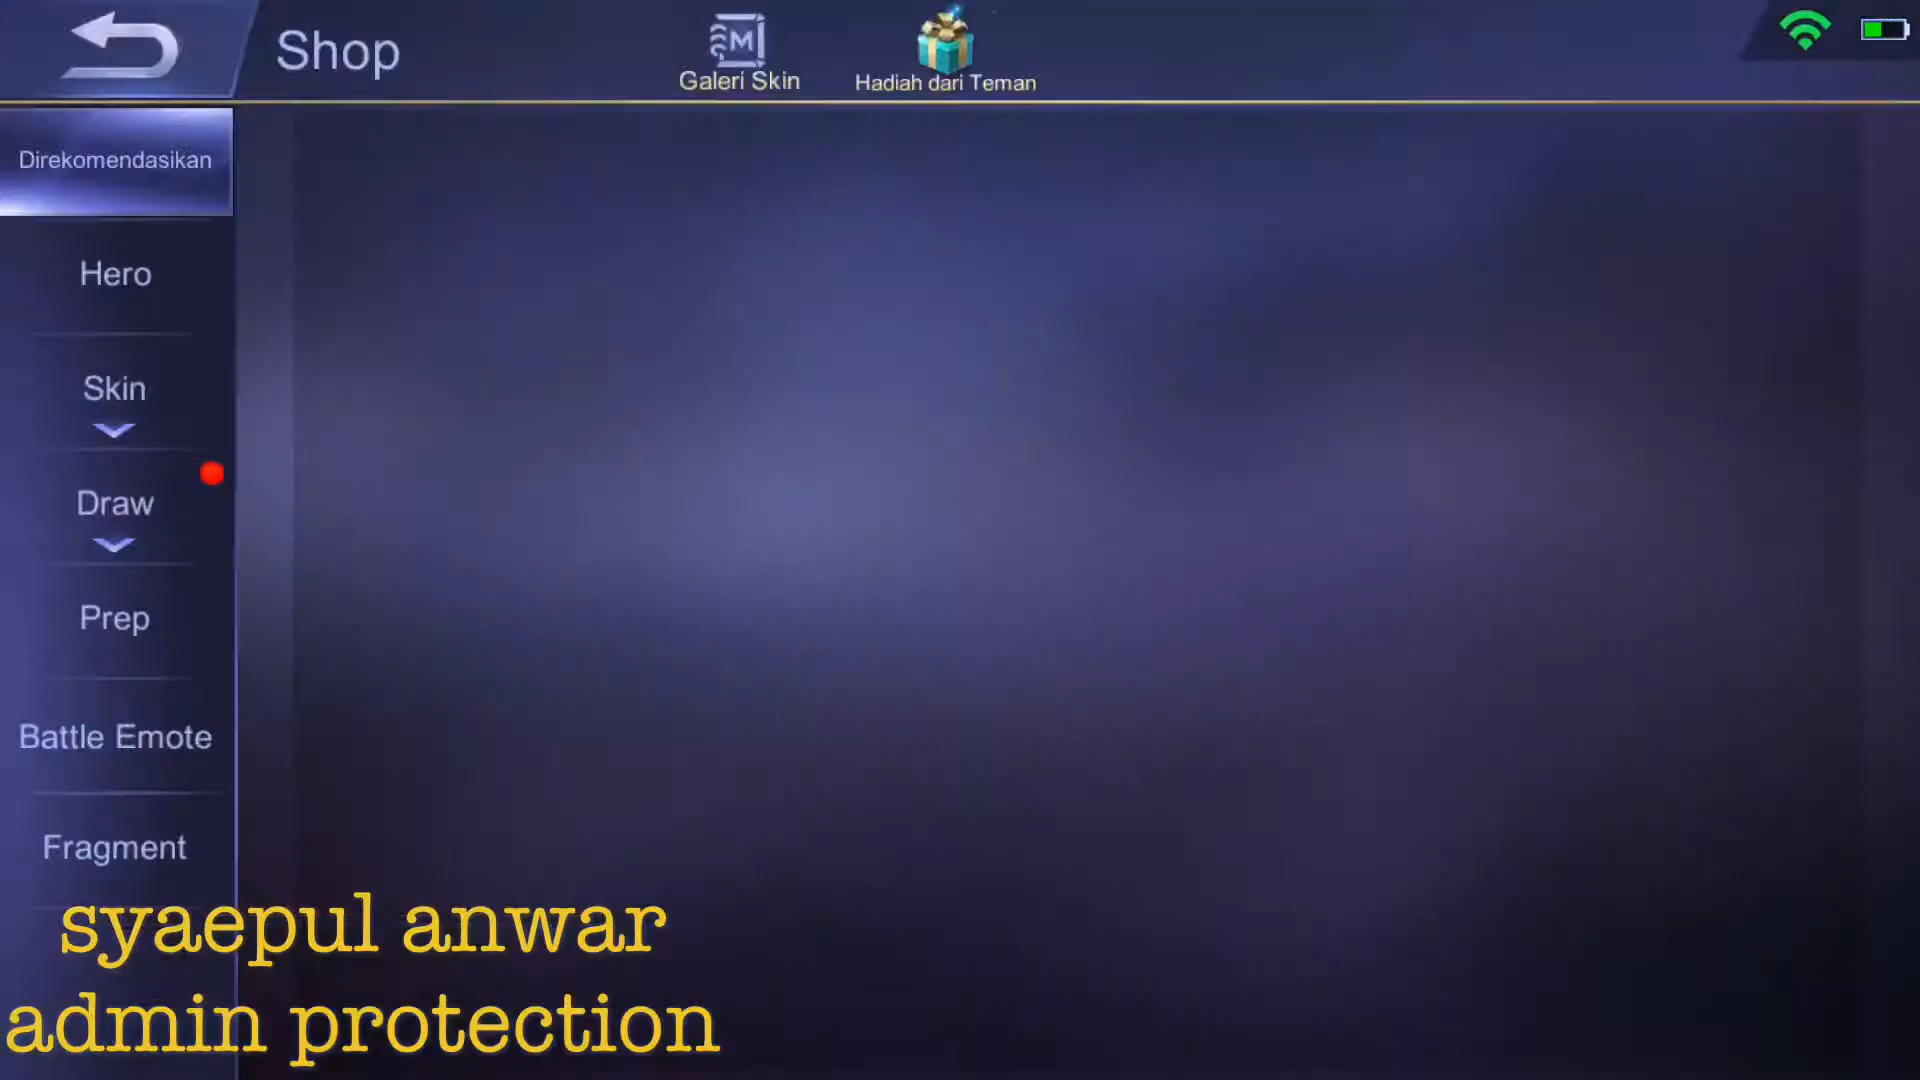 Shop
Galeri Skin
Hadiah dari Teman
Direkomendasikan
Hero
Skin
Draw
Prep
Battle Emote
Fragment
syaepul anwar
admin protection